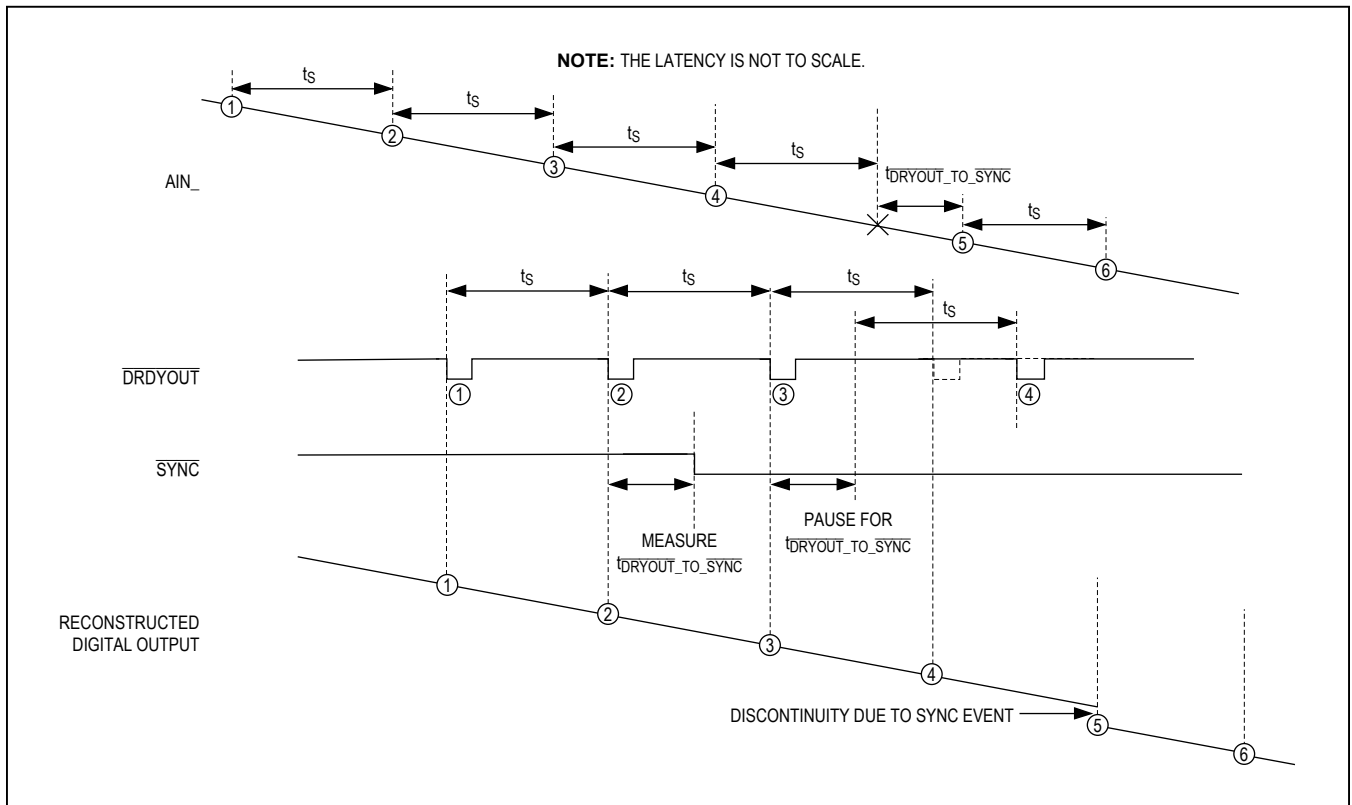 NOTE: THE LATENCY IS NOT TO SCALE.
tS
tS
tS
tS
tDRYOUT_TO_SYNC
tS
AIN_
1
2
3
4
5
6
tS
tS
tS
tS
DRDYOUT
1
2
3
4
SYNC
MEASURE
tDRYOUT_TO_SYNC
PAUSE FOR
tDRYOUT_TO_SYNC
RECONSTRUCTED
DIGITAL OUTPUT
1
2
3
4
DISCONTINUITY DUE TO SYNC EVENT
5
6